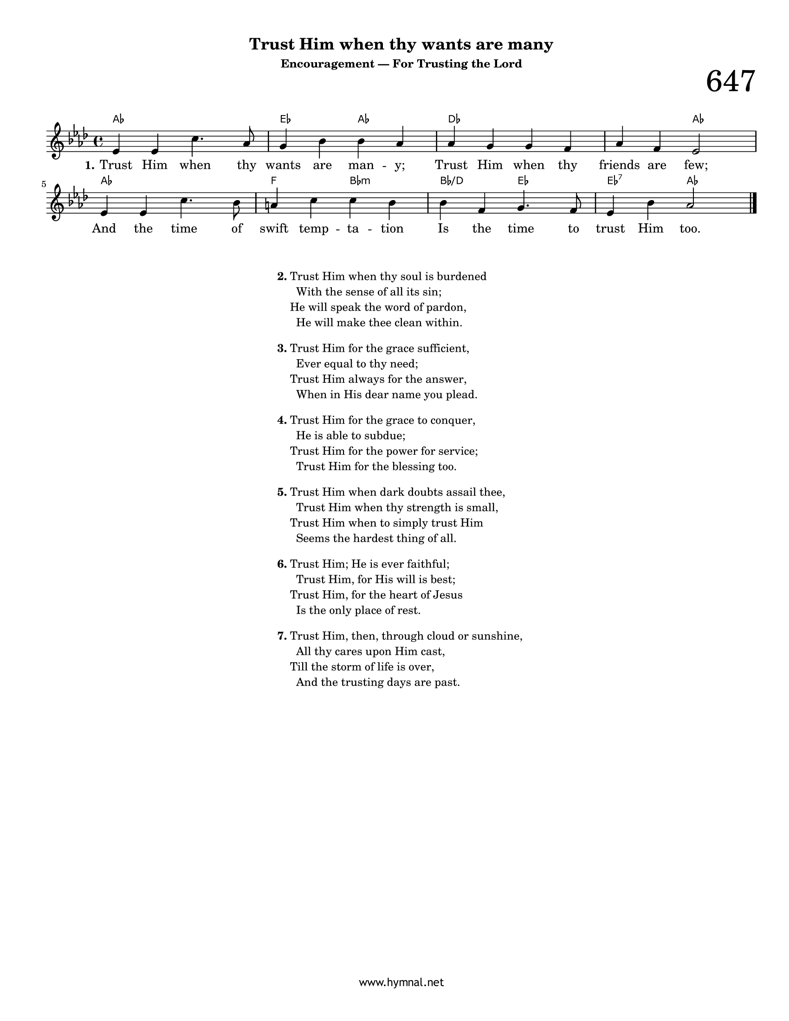 Trust Him when thy wants are many
Encouragement — For Trusting the Lord
647
A♭ E♭ A♭ D♭ A♭
1. Trust Him when thy wants are man - y; Trust Him when thy friends are few;
5
A♭ F B♭m B♭/D E♭ E♭7 A♭
And the time of swift temp - ta - tion Is the time to trust Him too.
2. Trust Him when thy soul is burdened
With the sense of all its sin;
He will speak the word of pardon,
He will make thee clean within.
3. Trust Him for the grace sufficient,
Ever equal to thy need;
Trust Him always for the answer,
When in His dear name you plead.
4. Trust Him for the grace to conquer,
He is able to subdue;
Trust Him for the power for service;
Trust Him for the blessing too.
5. Trust Him when dark doubts assail thee,
Trust Him when thy strength is small,
Trust Him when to simply trust Him
Seems the hardest thing of all.
6. Trust Him; He is ever faithful;
Trust Him, for His will is best;
Trust Him, for the heart of Jesus
Is the only place of rest.
7. Trust Him, then, through cloud or sunshine,
All thy cares upon Him cast,
Till the storm of life is over,
And the trusting days are past.
www.hymnal.net